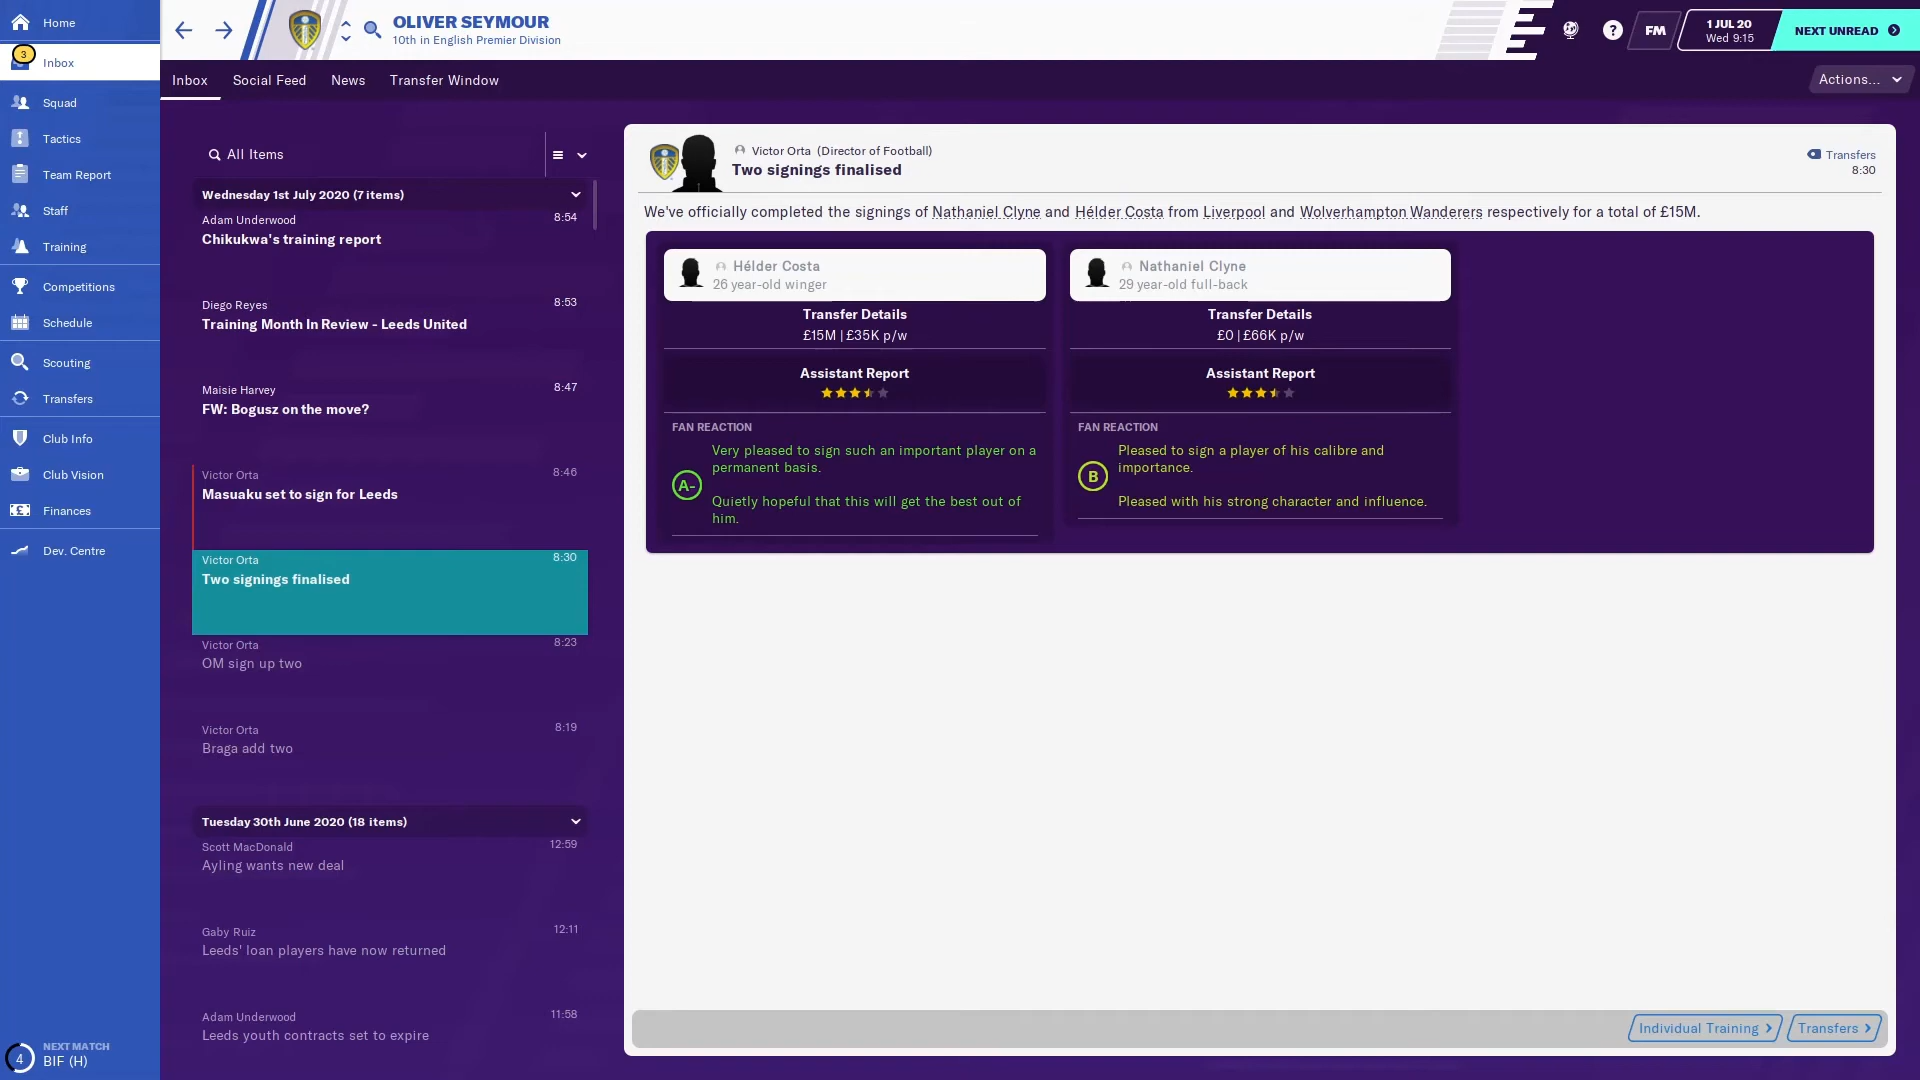 Home
3
Inbox
Squad
Tactics
Team Report
Staff
Training
Competitions
Schedule
Scouting
Transfers
Club Info
Club Vision
Finances
Dev. Centre
4
NEXT MATCH
BIF (H)
OLIVER SEYMOUR
10th in English Premier Division
?
FM
1 JUL 20
Wed 9:15
NEXT UNREAD
Inbox
Social Feed
News
Transfer Window
Actions...
All Items
Wednesday 1st July 2020 (7 items)
Adam Underwood 8:54
Chikukwa's training report
Diego Reyes 8:53
Training Month In Review - Leeds United
Maisie Harvey 8:47
FW: Bogusz on the move?
Victor Orta 8:46
Masuaku set to sign for Leeds
Victor Orta 8:30
Two signings finalised
Victor Orta 8:23
OM sign up two
Victor Orta 8:19
Braga add two
Tuesday 30th June 2020 (18 items)
Scott MacDonald 12:59
Ayling wants new deal
Gaby Ruiz 12:11
Leeds' loan players have now returned
Adam Underwood 11:58
Leeds youth contracts set to expire
Victor Orta (Director of Football)
Two signings finalised
Transfers
8:30
We've officially completed the signings of Nathaniel Clyne and Hélder Costa from Liverpool and Wolverhampton Wanderers respectively for a total of £15M.
Hélder Costa
26 year-old winger
Transfer Details
£15M | £35K p/w
Assistant Report
FAN REACTION
A-
Very pleased to sign such an important player on a
permanent basis.
Quietly hopeful that this will get the best out of
him.
Nathaniel Clyne
29 year-old full-back
Transfer Details
£0 | £66K p/w
Assistant Report
FAN REACTION
B
Pleased to sign a player of his calibre and
importance.
Pleased with his strong character and influence.
Individual Training
Transfers